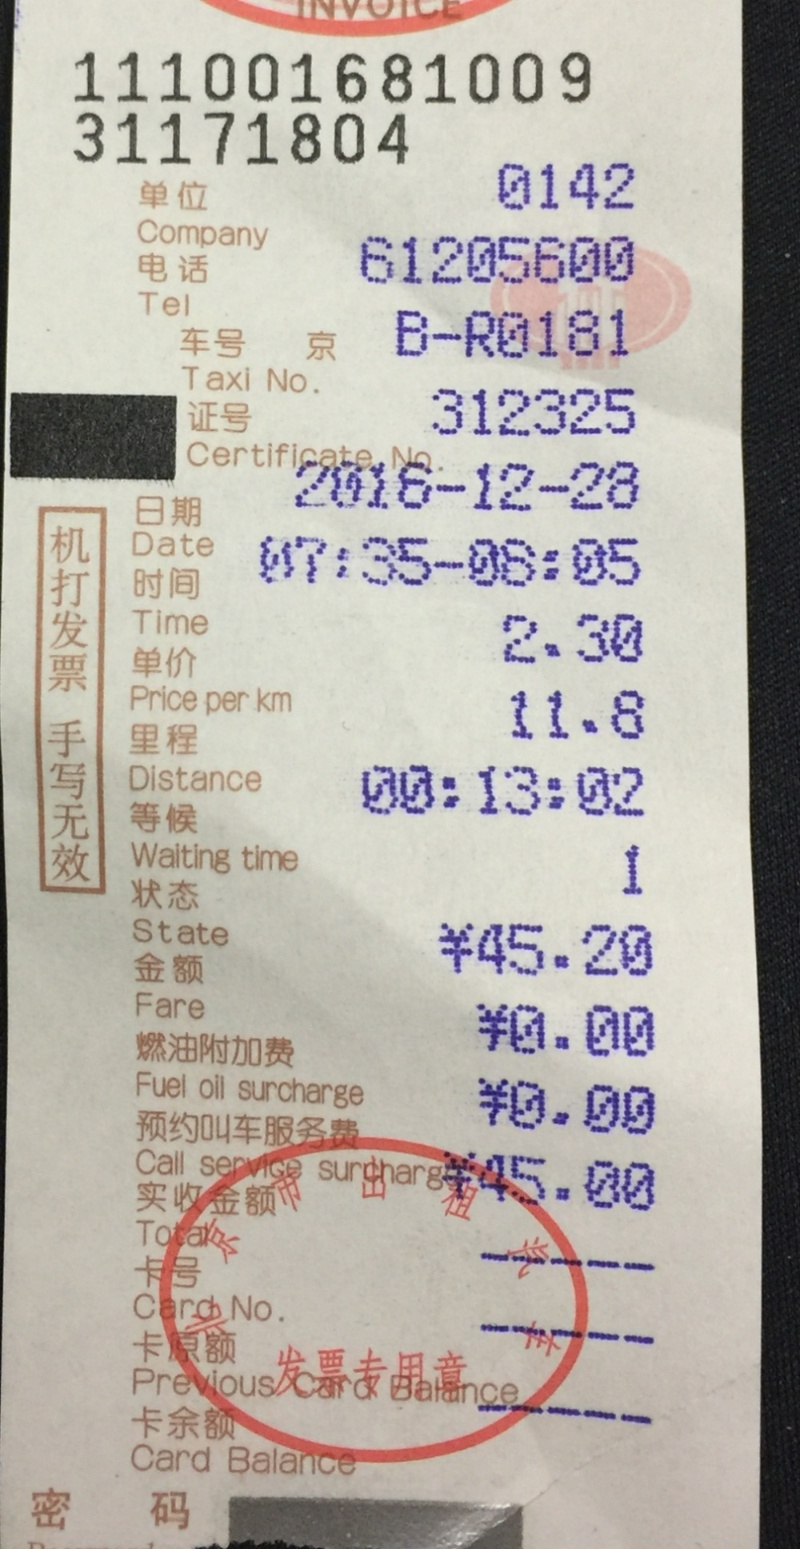 INVOICE
111001681009
31171804
单位 0142
Company
电话 61205600
Tel
车号 京 B-R0181
Taxi No.
证号 312325
Certificate No.
日期 2016-12-28
Date
时间 07:35-08:05
Time
单价 2.30
Price per km
里程 11.8
Distance
等候 00:13:02
Waiting time
状态 1
State
金额 ¥45.20
Fare
燃油附加费 ¥0.00
Fuel oil surcharge
预约叫车服务费 ¥0.00
Call service surcharge
实收金额 ¥45.00
Total
卡号 -----
Card No.
卡原额 -----
Previous Card Balance
卡余额 -----
Card Balance
密 码
机打发票 手写无效
北京市出租汽车
发票专用章